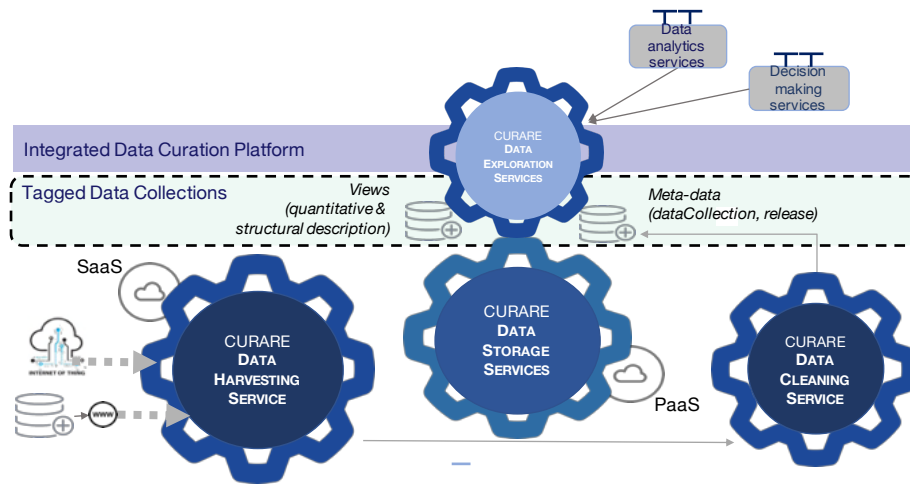 Data
analytics
services
Decision
making
services
CURARE
DATA
EXPLORATION
SERVICES
Integrated Data Curation Platform
Tagged Data Collections
Views
(quantitative &
structural description)
Meta-data
(dataCollection, release)
SaaS
CURARE
DATA
HARVESTING
SERVICE
CURARE
DATA
STORAGE
SERVICES
CURARE
DATA
CLEANING
SERVICE
INTERNET OF THING
WWW
PaaS